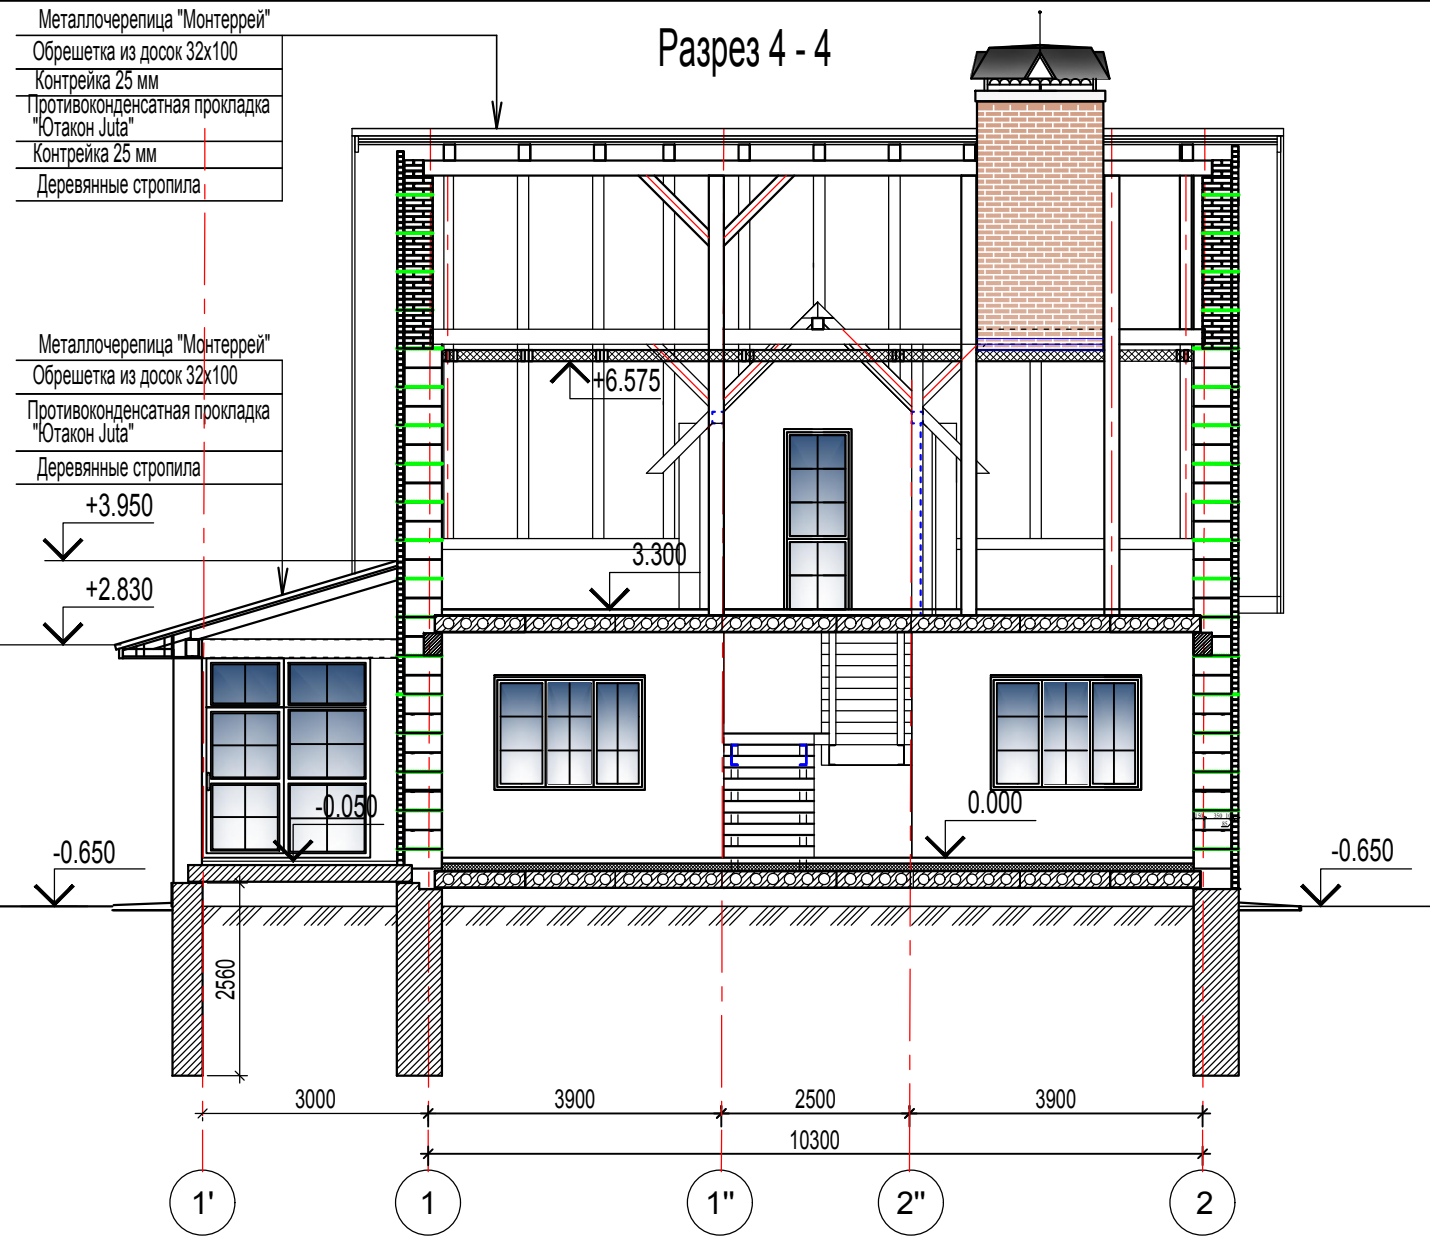 Металлочерепица "Монтеррей"
Обрешетка из досок 32х100
Контрейка 25 мм
Противоконденсатная прокладка
"Ютакон Juta"
Контрейка 25 мм
Деревянные стропила
Разрез 4 - 4
Металлочерепица "Монтеррей"
Обрешетка из досок 32х100
Противоконденсатная прокладка
"Ютакон Juta"
Деревянные стропила
+6.575
+3.950
3.300
+2.830
-0.050
0.000
-0.650
-0.650
2560
3000
3900
2500
3900
10300
1'
1
1"
2"
2